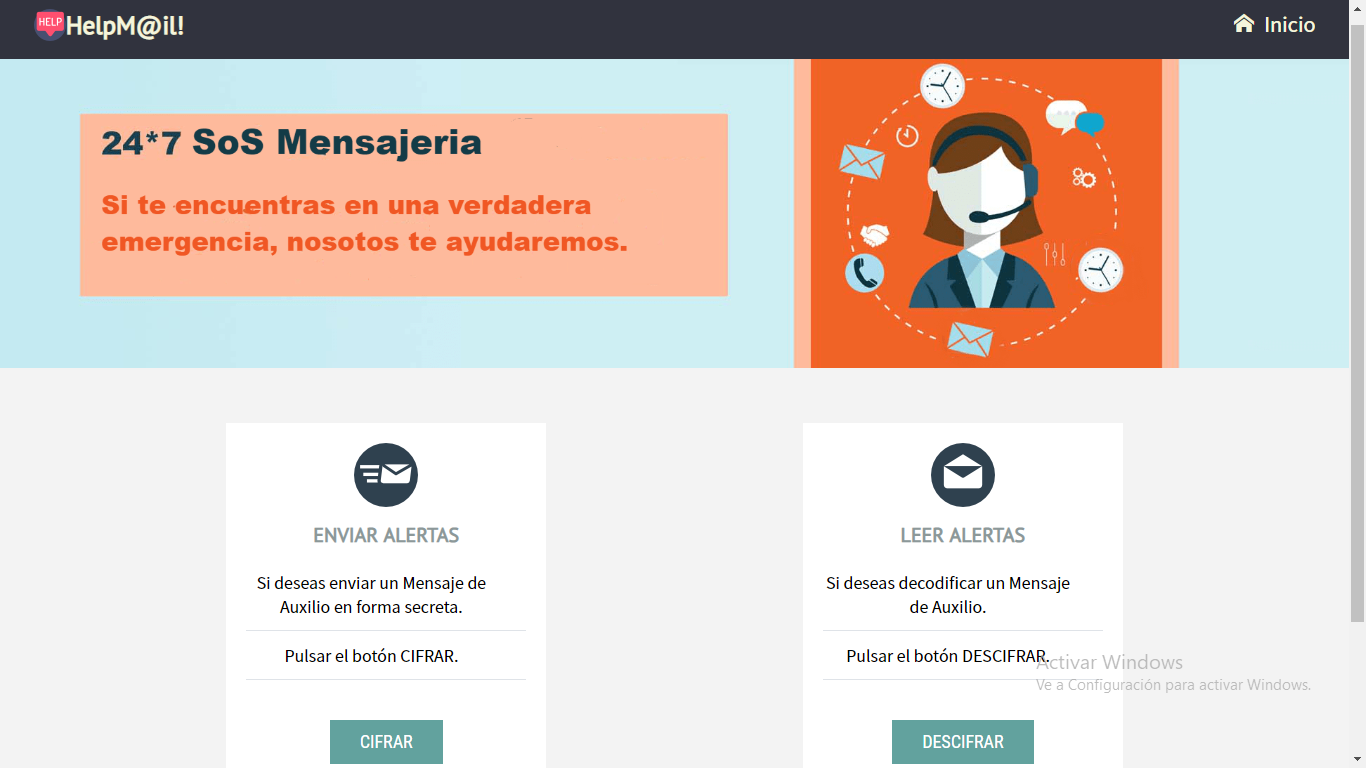 HELP
HelpM@il!
Inicio
24*7 SoS Mensajeria
Si te encuentras en una verdadera
emergencia, nosotos te ayudaremos.
ENVIAR ALERTAS
Si deseas enviar un Mensaje de
Auxilio en forma secreta.
Pulsar el botón CIFRAR.
CIFRAR
LEER ALERTAS
Si deseas decodificar un Mensaje
de Auxilio.
Pulsar el botón DESCIFRAR.
DESCIFRAR
Activar Windows
Ve a Configuración para activar Windows.